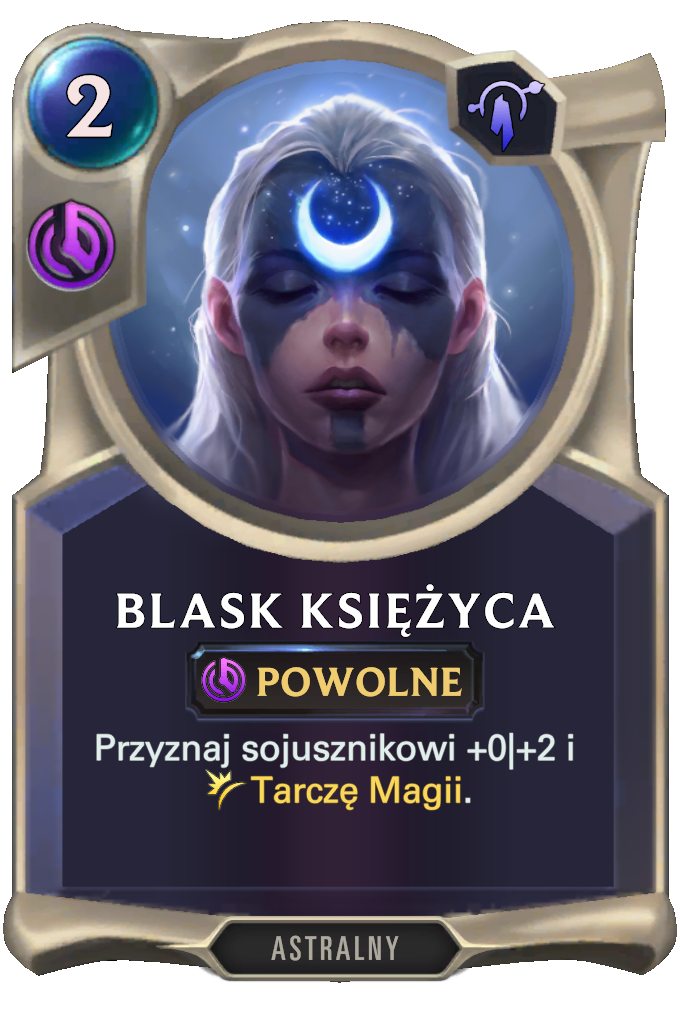 2
BLASK KSIĘŻYCA
POWOLNE
Przyznaj sojusznikowi +0|+2 i
Tarczę Magii.
ASTRALNY